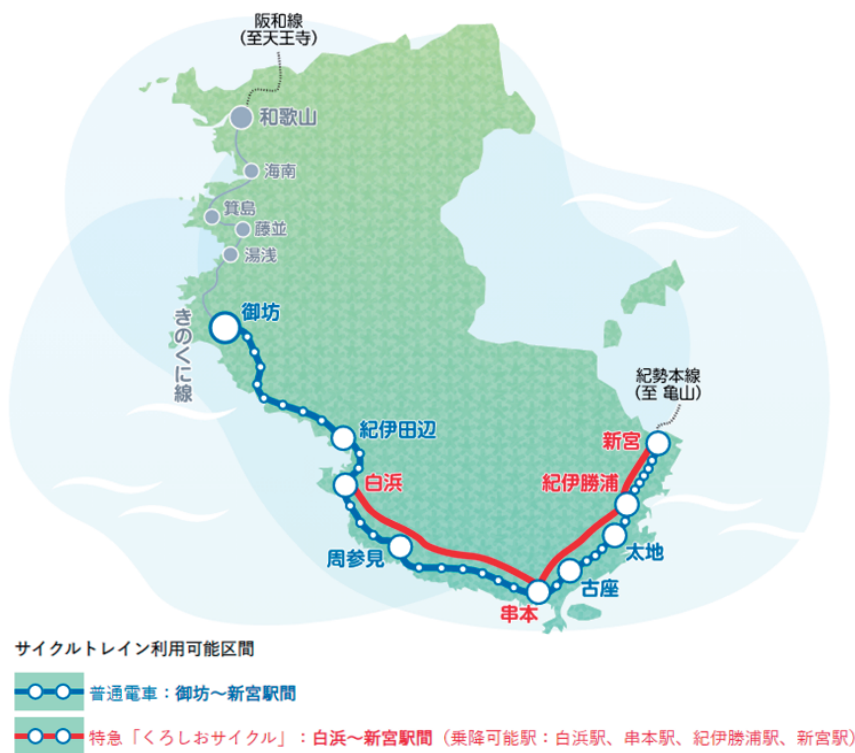 阪和線
(至天王寺)
和歌山
海南
箕島
藤並
湯浅
御坊
きのくに線
紀勢本線
(至 亀山)
紀伊田辺
新宮
白浜
紀伊勝浦
周参見
太地
古座
串本
サイクルトレイン利用可能区間
普通電車：御坊〜新宮駅間
特急「くろしおサイクル」：白浜〜新宮駅間（乗降可能駅：白浜駅、串本駅、紀伊勝浦駅、新宮駅）